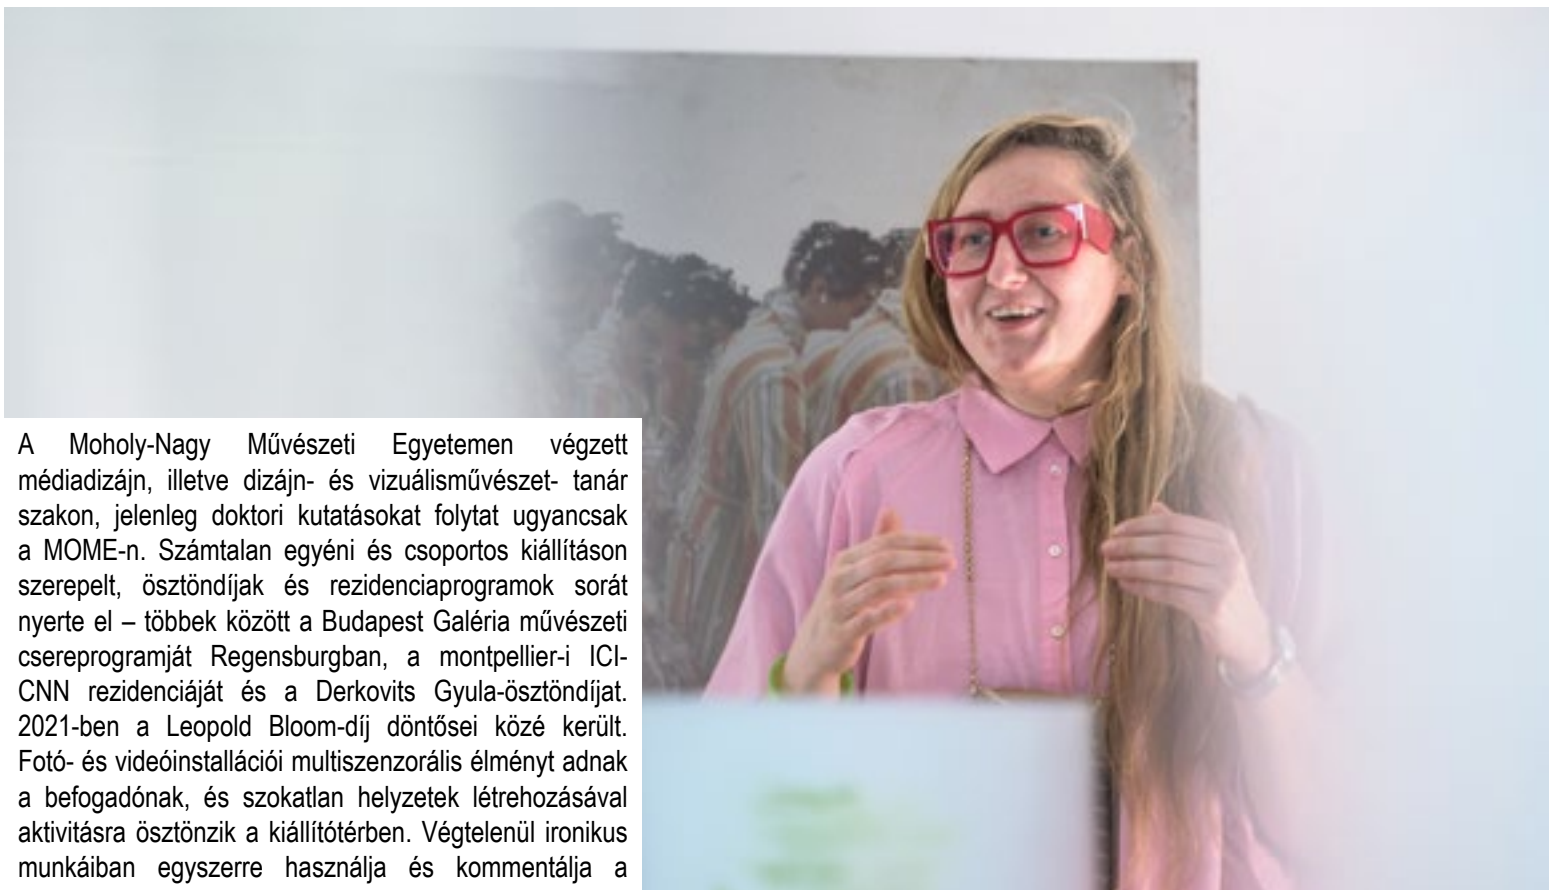 A Moholy-Nagy Művészeti Egyetemen végzett
médiadizájn, illetve dizájn- és vizuálisművészet- tanár
szakon, jelenleg doktori kutatásokat folytat ugyancsak
a MOME-n. Számtalan egyéni és csoportos kiállításon
szerepelt, ösztöndíjak és rezidenciaprogramok sorát
nyerte el – többek között a Budapest Galéria művészeti
csereprogramját Regensburgban, a montpellier-i ICI-
CNN rezidenciáját és a Derkovits Gyula-ösztöndíjat.
2021-ben a Leopold Bloom-díj döntősei közé került.
Fotó- és videóinstallációi multiszenzorális élményt adnak
a befogadónak, és szokatlan helyzetek létrehozásával
aktivitásra ösztönzik a kiállítótérben. Végtelenül ironikus
munkáiban egyszerre használja és kommentálja a